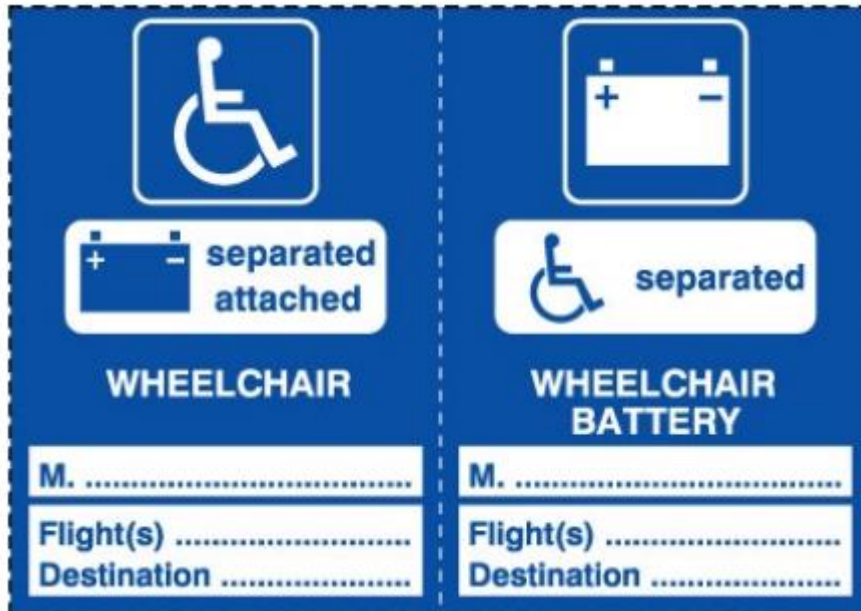 + −
separated
attached
WHEELCHAIR
M. ......................................
Flight(s) ...........................
Destination ......................
+ −
separated
WHEELCHAIR
BATTERY
M. ......................................
Flight(s) ...........................
Destination ......................